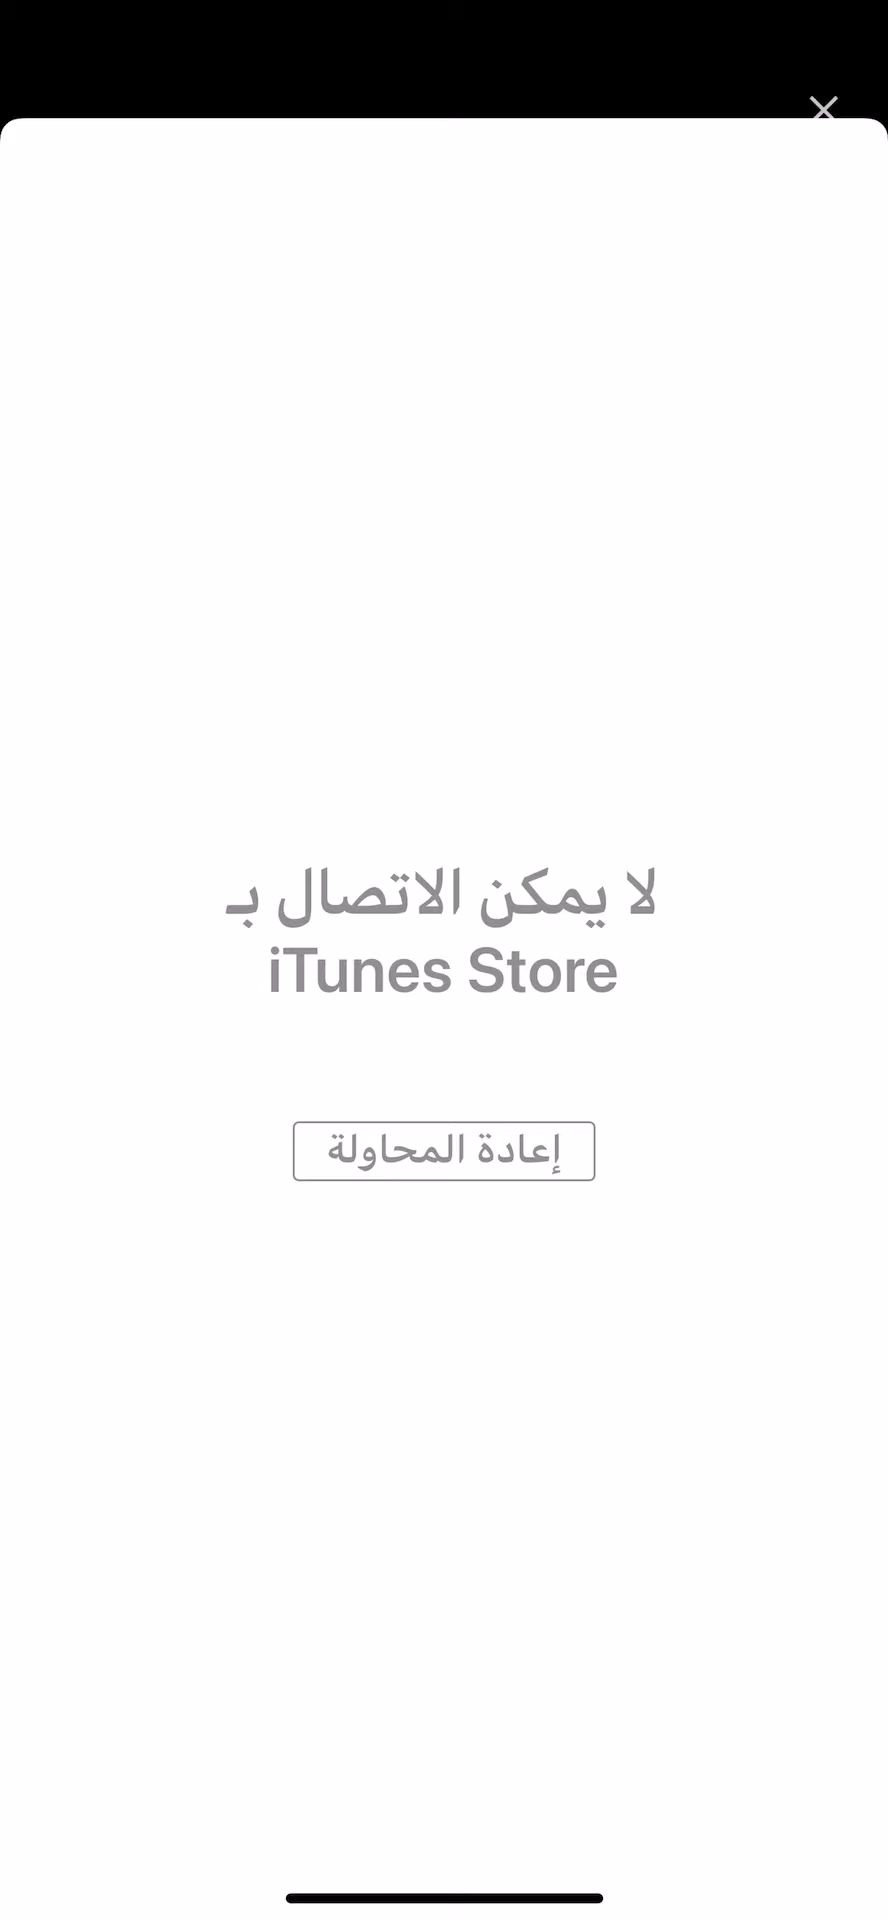 لا يمكن الاتصال بـ
iTunes Store
إعادة المحاولة